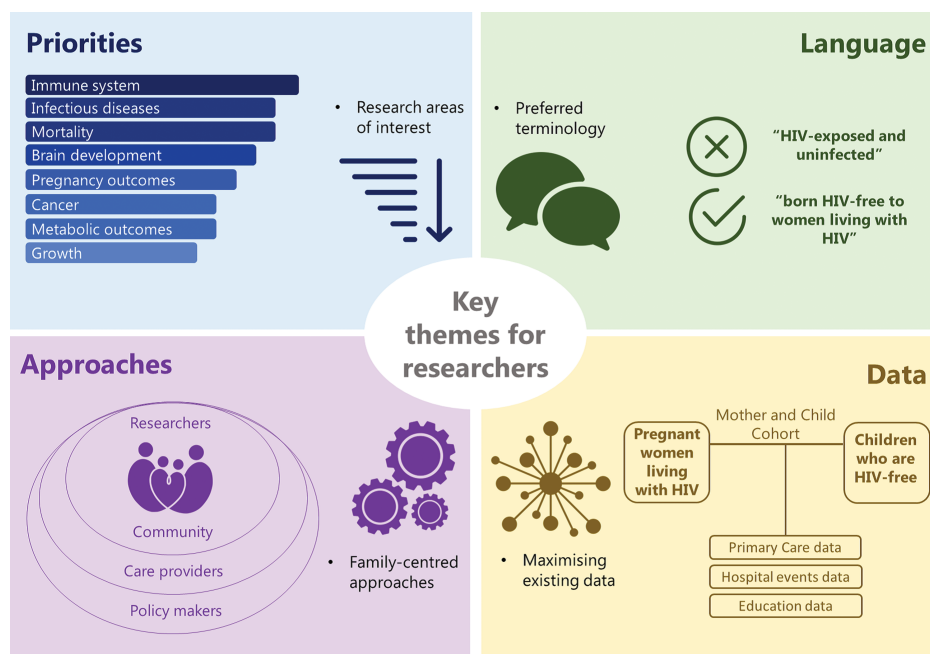 Priorities
Immune system
Infectious diseases
Mortality
Brain development
Pregnancy outcomes
Cancer
Metabolic outcomes
Growth
• Research areas
of interest
Language
• Preferred
terminology
“HIV-exposed and
uninfected”
“born HIV-free to
women living with
HIV”
Key
themes for
researchers
Approaches
Researchers
Community
Care providers
Policy makers
• Family-centred
approaches
Data
• Maximising
existing data
Pregnant
women
living
with HIV
Mother and Child
Cohort
Children
who are
HIV-free
Primary Care data
Hospital events data
Education data